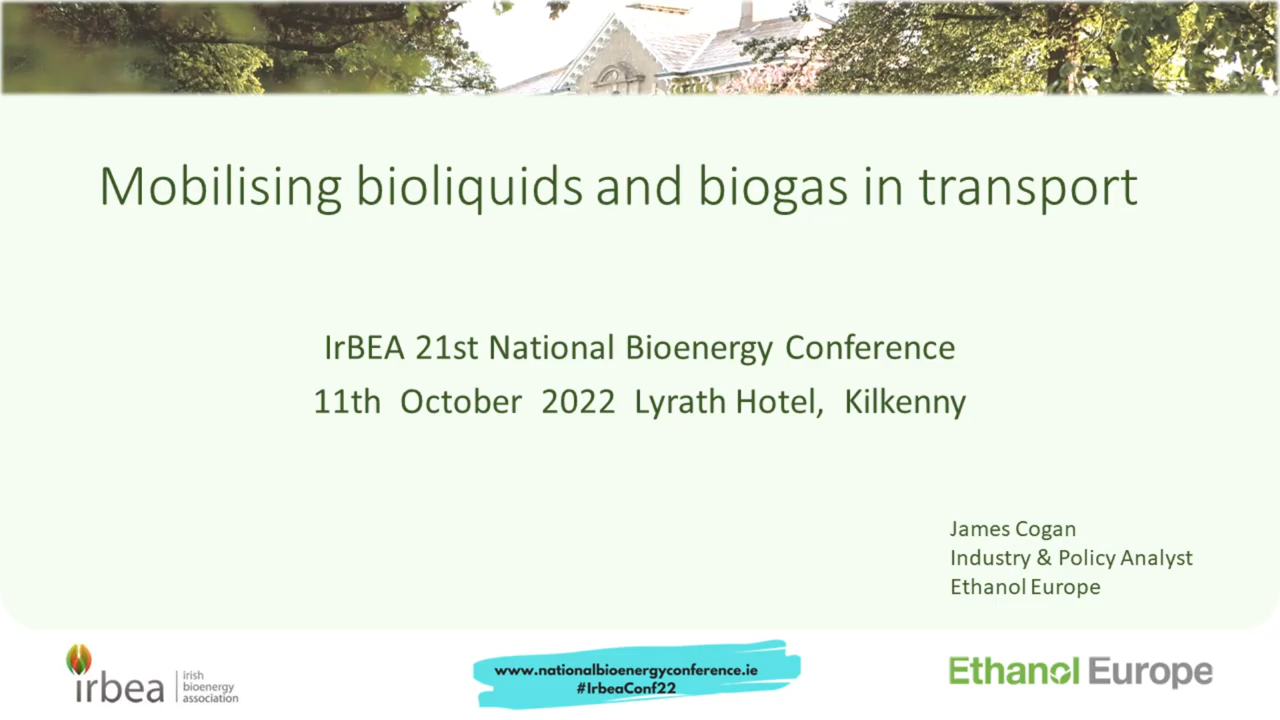 Mobilising bioliquids and biogas in transport
IrBEA 21st National Bioenergy Conference
11th October 2022 Lyrath Hotel, Kilkenny
James Cogan
Industry & Policy Analyst
Ethanol Europe
irbea
irish
bioenergy
association
www.nationalbioenergyconference.ie
#IrbeaConf22
Ethanol Europe